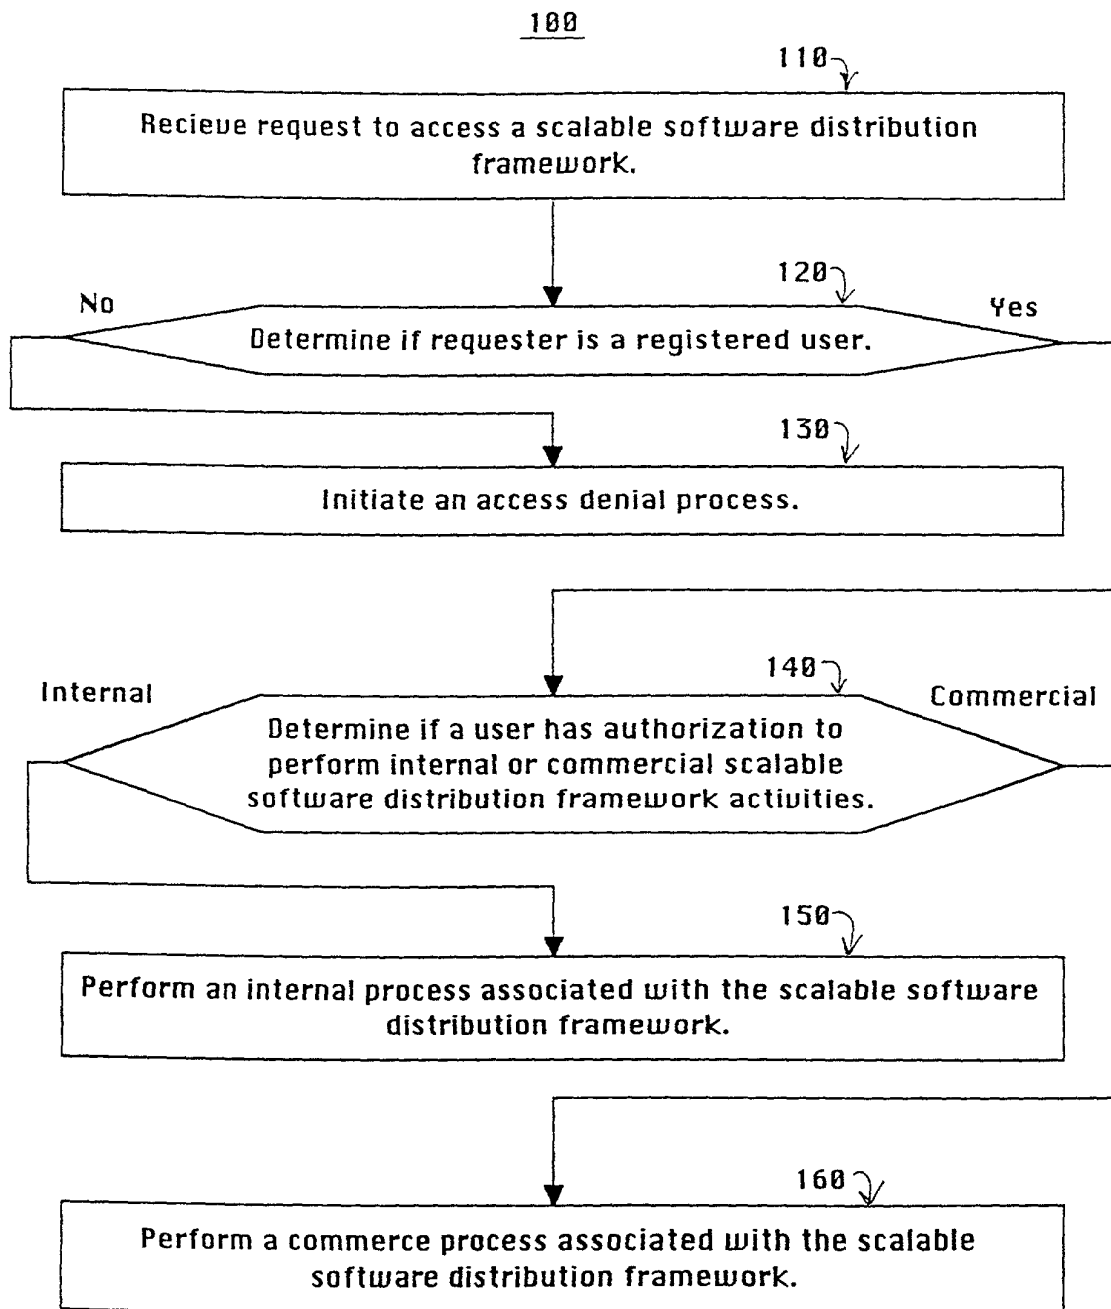 100
110
Recieve request to access a scalable software distribution
framework.
120
No
Yes
Determine if requester is a registered user.
130
Initiate an access denial process.
140
Internal
Commercial
Determine if a user has authorization to
perform internal or commercial scalable
software distribution framework activities.
150
Perform an internal process associated with the scalable software
distribution framework.
160
Perform a commerce process associated with the scalable
software distribution framework.